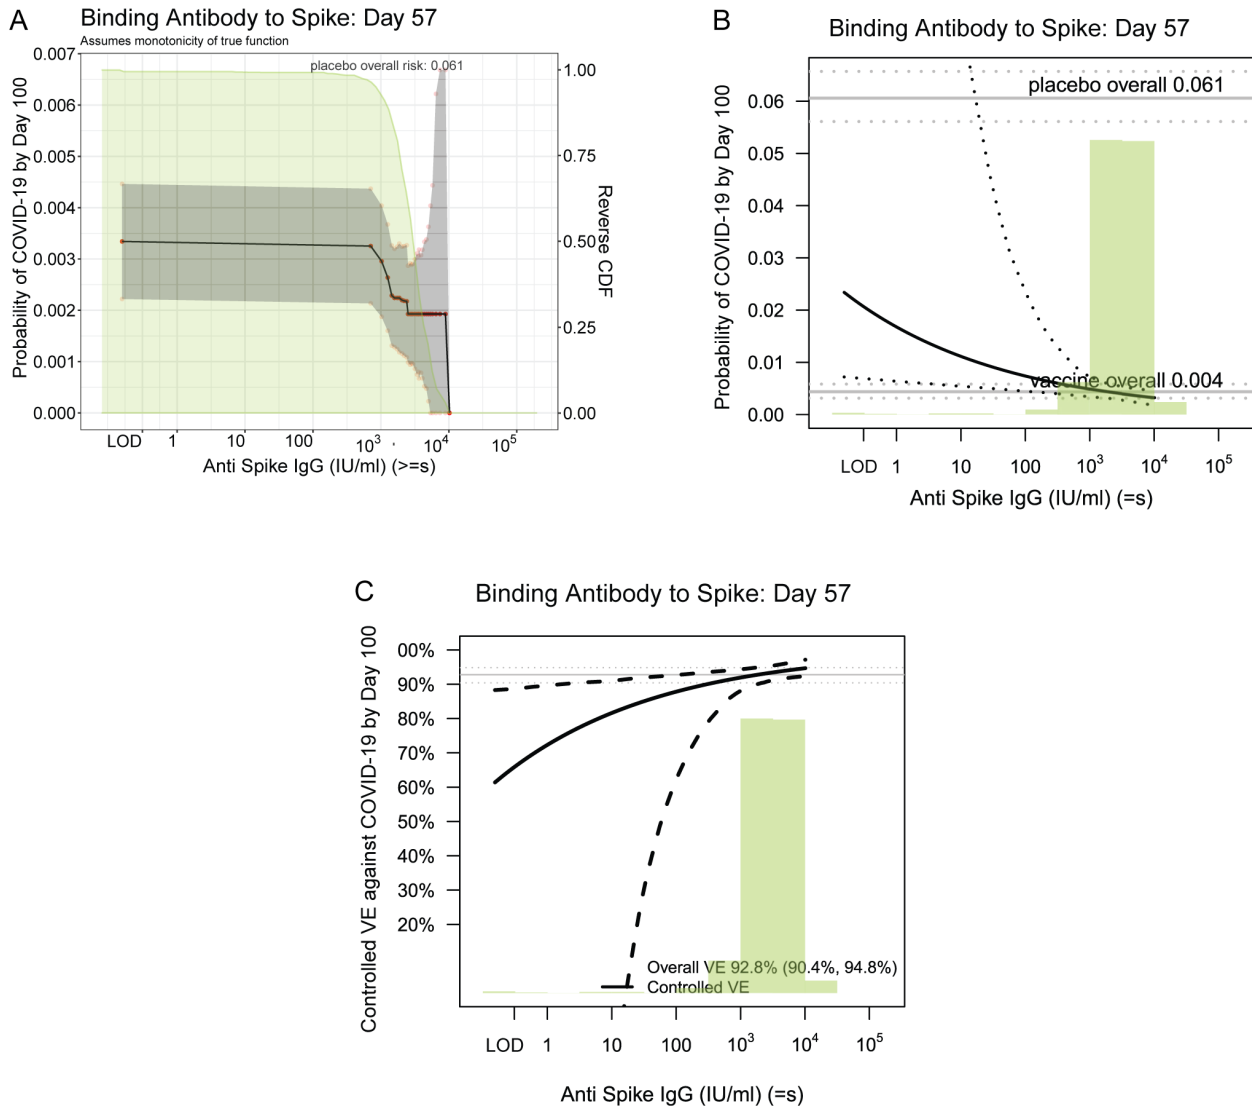 A
Binding Antibody to Spike: Day 57
Assumes monotonicity of true function
placebo overall risk: 0.061
Probability of COVID-19 by Day 100
0.007
0.006
0.005
0.004
0.003
0.002
0.001
0.000
1.00
0.75
0.50
0.25
0.00
Reverse CDF
LOD 1 10 100 10³ 10⁴ 10⁵
Anti Spike IgG (IU/ml) (>=s)
B
Binding Antibody to Spike: Day 57
placebo overall 0.061
vaccine overall 0.004
Probability of COVID-19 by Day 100
0.06
0.05
0.04
0.03
0.02
0.01
0.00
LOD 1 10 100 10³ 10⁴ 10⁵
Anti Spike IgG (IU/ml) (=s)
C
Binding Antibody to Spike: Day 57
Controlled VE against COVID-19 by Day 100
00%
90%
80%
70%
60%
50%
40%
30%
20%
Overall VE 92.8% (90.4%, 94.8%)
Controlled VE
LOD 1 10 100 10³ 10⁴ 10⁵
Anti Spike IgG (IU/ml) (=s)